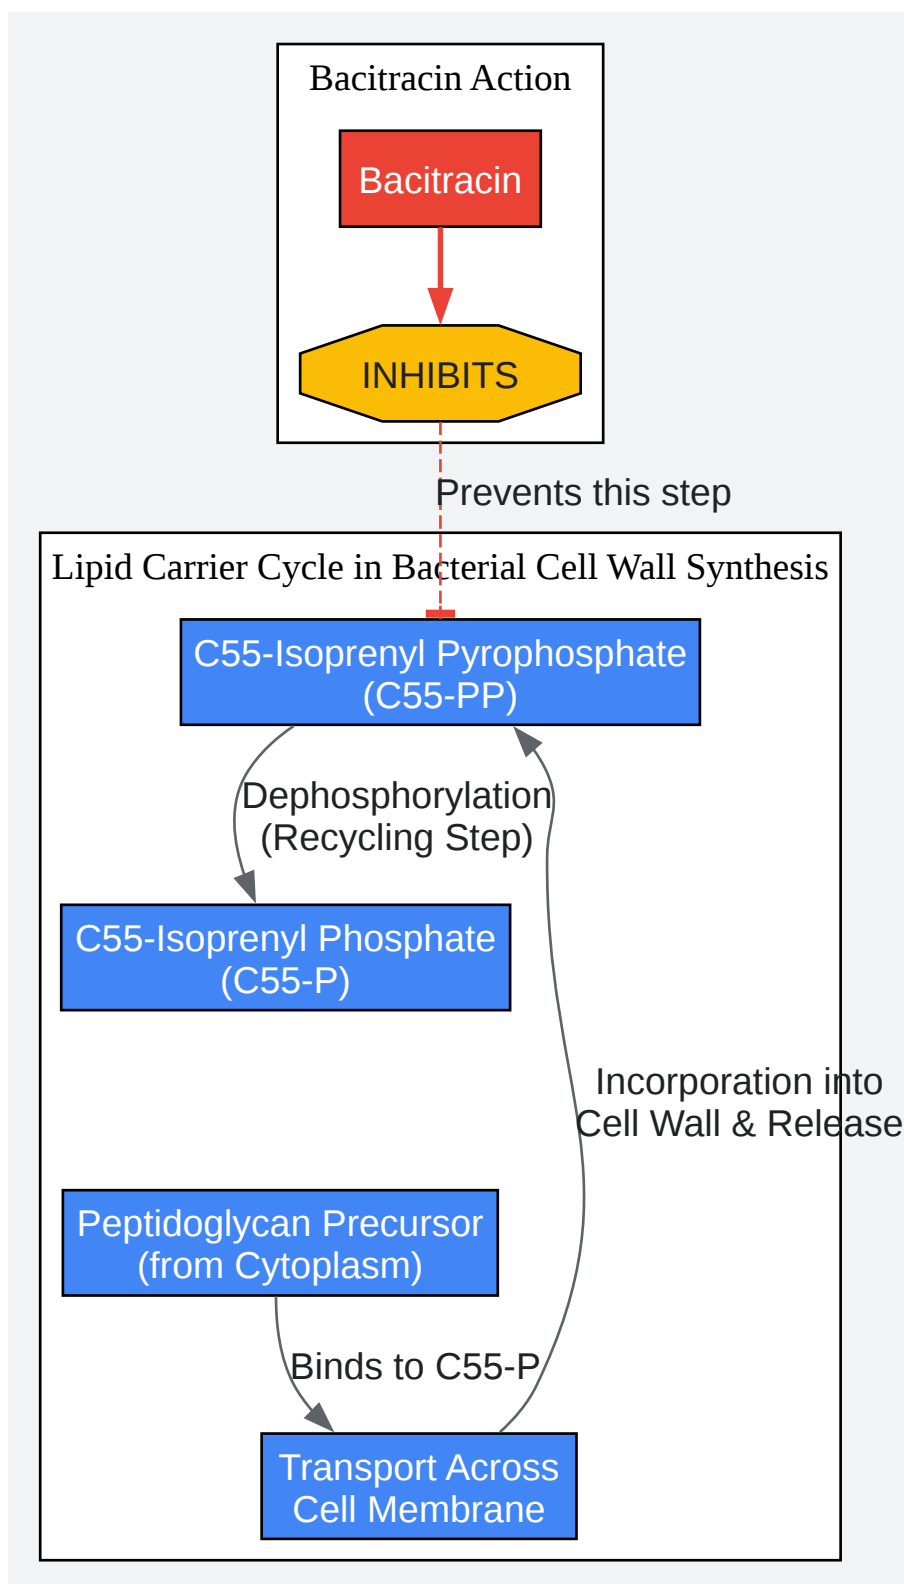 Bacitracin Action
Bacitracin
INHIBITS
Prevents this step
Lipid Carrier Cycle in Bacterial Cell Wall Synthesis
C55-Isoprenyl Pyrophosphate
(C55-PP)
Dephosphorylation
(Recycling Step)
C55-Isoprenyl Phosphate
(C55-P)
Incorporation into
Cell Wall & Release
Peptidoglycan Precursor
(from Cytoplasm)
Binds to C55-P
Transport Across
Cell Membrane